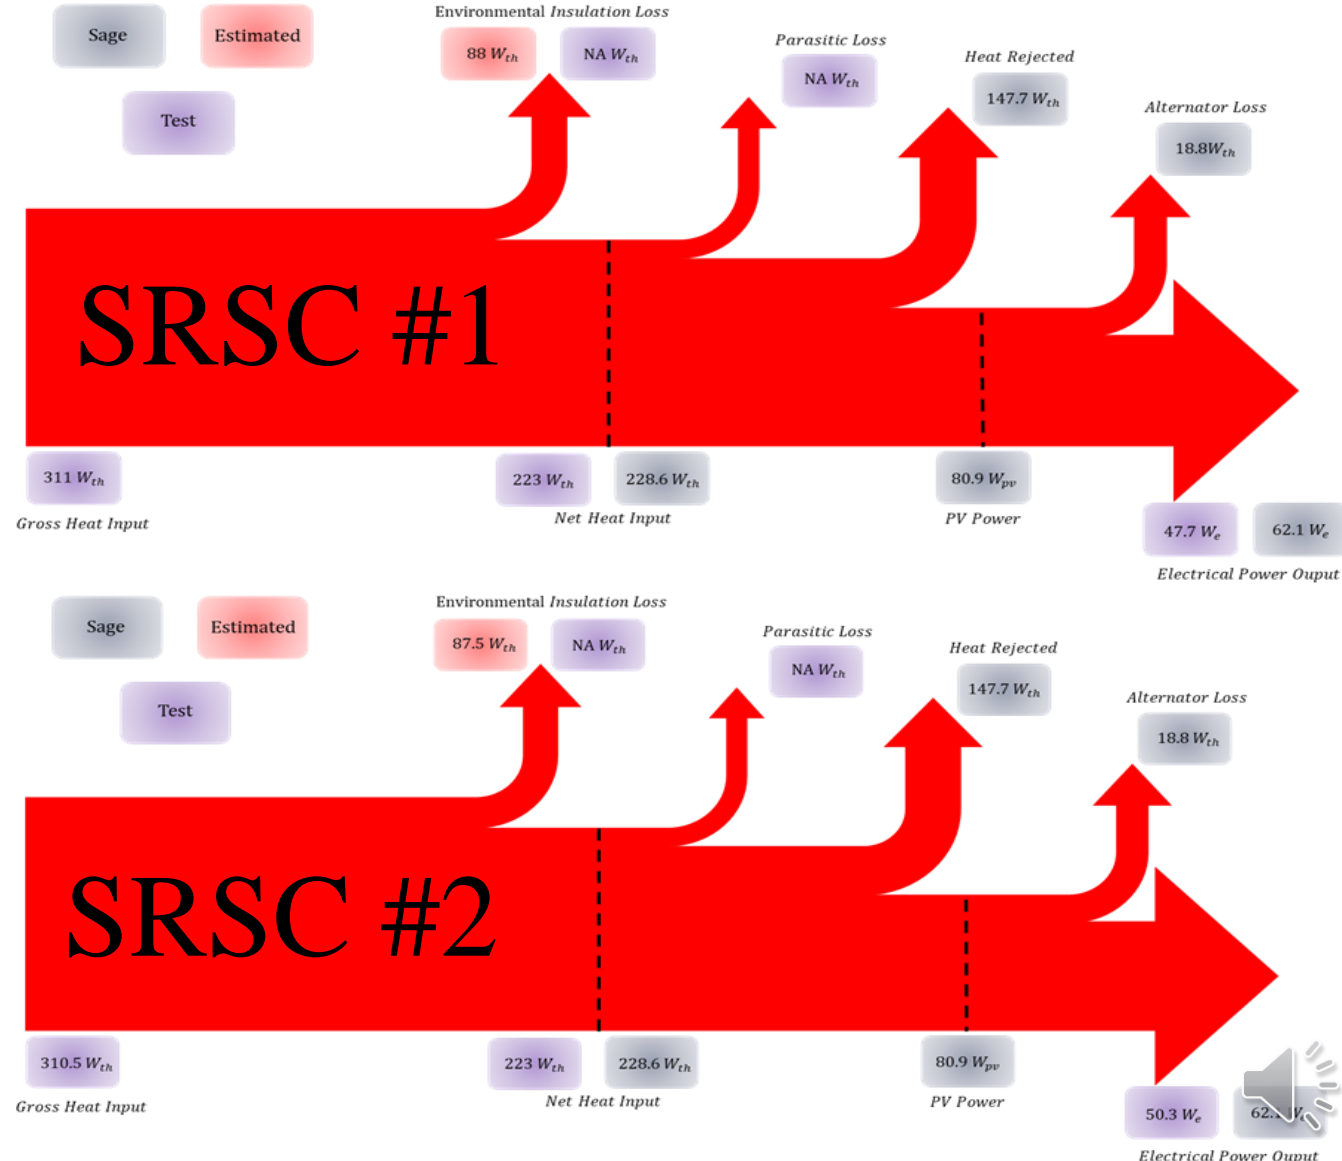 Sage
Estimated
Test
Environmental Insulation Loss
88 Wth
NA Wth
Parasitic Loss
NA Wth
Heat Rejected
147.7 Wth
Alternator Loss
18.8Wth
SRSC #1
311 Wth
Gross Heat Input
223 Wth
228.6 Wth
Net Heat Input
80.9 Wpv
PV Power
47.7 We
62.1 We
Electrical Power Ouput
Sage
Estimated
Test
Environmental Insulation Loss
87.5 Wth
NA Wth
Parasitic Loss
NA Wth
Heat Rejected
147.7 Wth
Alternator Loss
18.8 Wth
SRSC #2
310.5 Wth
Gross Heat Input
223 Wth
228.6 Wth
Net Heat Input
80.9 Wpv
PV Power
50.3 We
Electrical Power Ouput